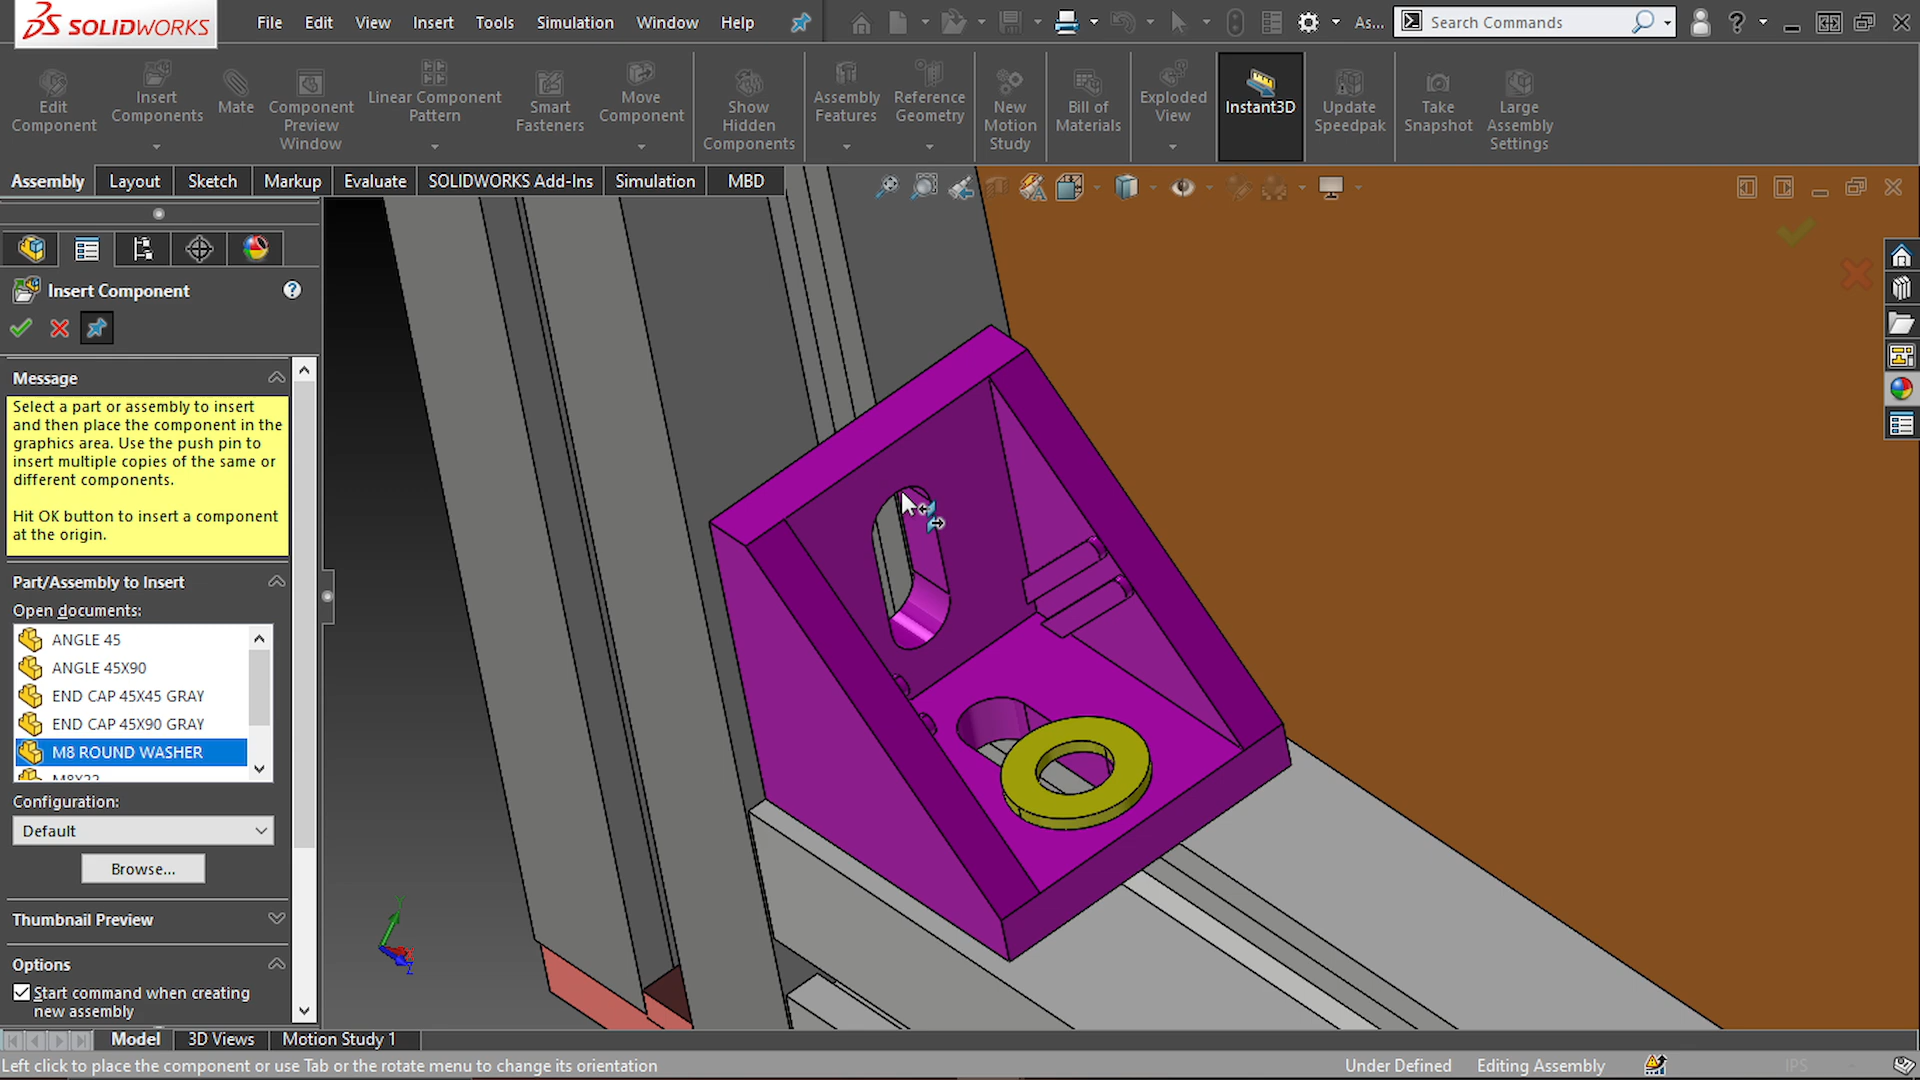 SOLIDWORKS
File Edit View Insert Tools Simulation Window Help
As...
Search Commands
Edit Component
Insert Components
Mate
Component Preview Window
Linear Component Pattern
Smart Fasteners
Move Component
Show Hidden Components
Assembly Features
Reference Geometry
New Motion Study
Bill of Materials
Exploded View
Instant3D
Update Speedpak
Take Snapshot
Large Assembly Settings
Assembly Layout Sketch Markup Evaluate SOLIDWORKS Add-Ins Simulation MBD
Insert Component
Message
Select a part or assembly to insert
and then place the component in the
graphics area. Use the push pin to
insert multiple copies of the same or
different components.
Hit OK button to insert a component
at the origin.
Part/Assembly to Insert
Open documents:
ANGLE 45
ANGLE 45X90
END CAP 45X45 GRAY
END CAP 45X90 GRAY
M8 ROUND WASHER
Configuration:
Default
Browse...
Thumbnail Preview
Options
Start command when creating
new assembly
Y
X
Z
Model 3D Views Motion Study 1
Left click to place the component or use Tab or the rotate menu to change its orientation
Under Defined Editing Assembly IPS